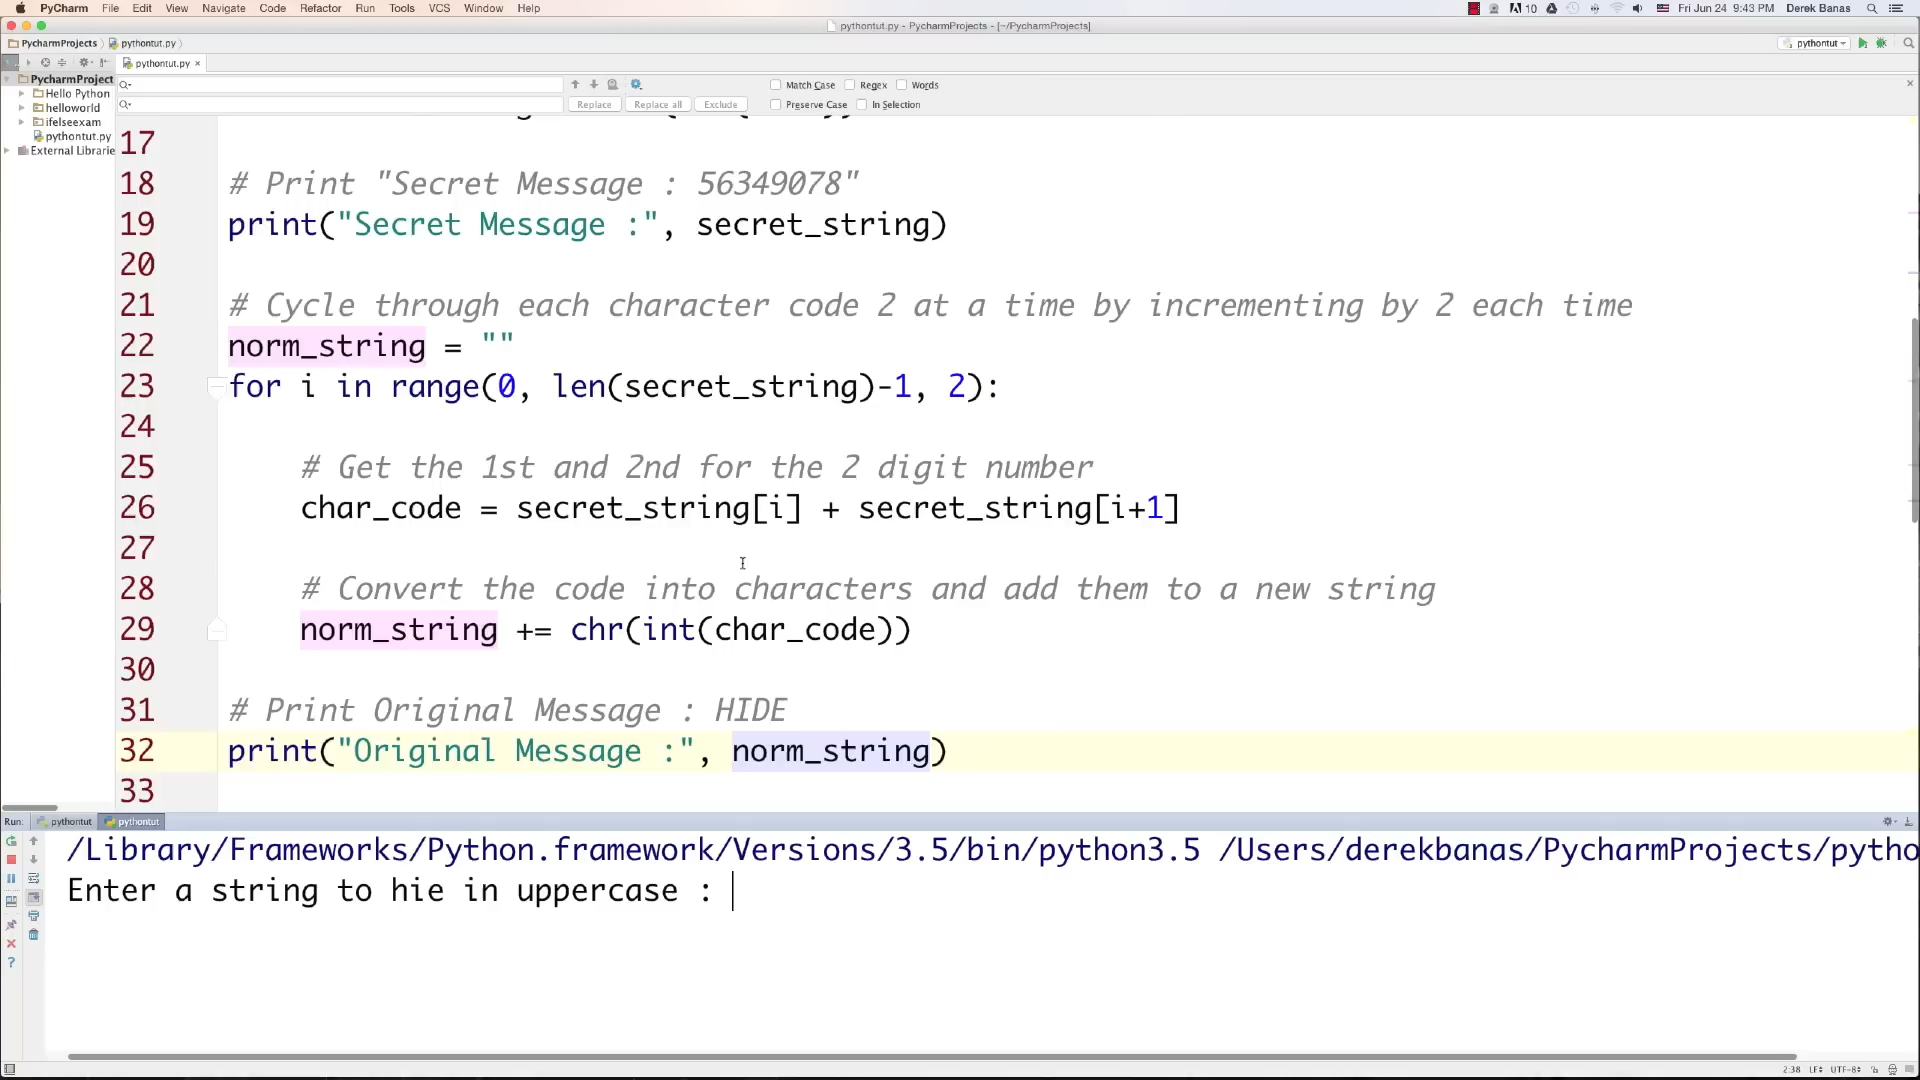 PyCharm File Edit View Navigate Code Refactor Run Tools VCS Window Help 10 Fri Jun 24 9:43 PM Derek Banas
pythontut.py - PycharmProjects - [~/PycharmProjects]
PycharmProjects pythontut.py pythontut
pythontut.py
PycharmProject
Hello Python
helloworld
ifelseexam
pythontut.py
External Librarie
Match Case Regex Words
Replace Replace all Exclude Preserve Case In Selection
17
18 # Print "Secret Message : 56349078"
19 print("Secret Message :", secret_string)
20
21 # Cycle through each character code 2 at a time by incrementing by 2 each time
22 norm_string = ""
23 for i in range(0, len(secret_string)-1, 2):
24
25 # Get the 1st and 2nd for the 2 digit number
26 char_code = secret_string[i] + secret_string[i+1]
27
28 # Convert the code into characters and add them to a new string
29 norm_string += chr(int(char_code))
30
31 # Print Original Message : HIDE
32 print("Original Message :", norm_string)
33
Run: pythontut pythontut
/Library/Frameworks/Python.framework/Versions/3.5/bin/python3.5 /Users/derekbanas/PycharmProjects/pytho
Enter a string to hie in uppercase :
2:38 LF UTF-8